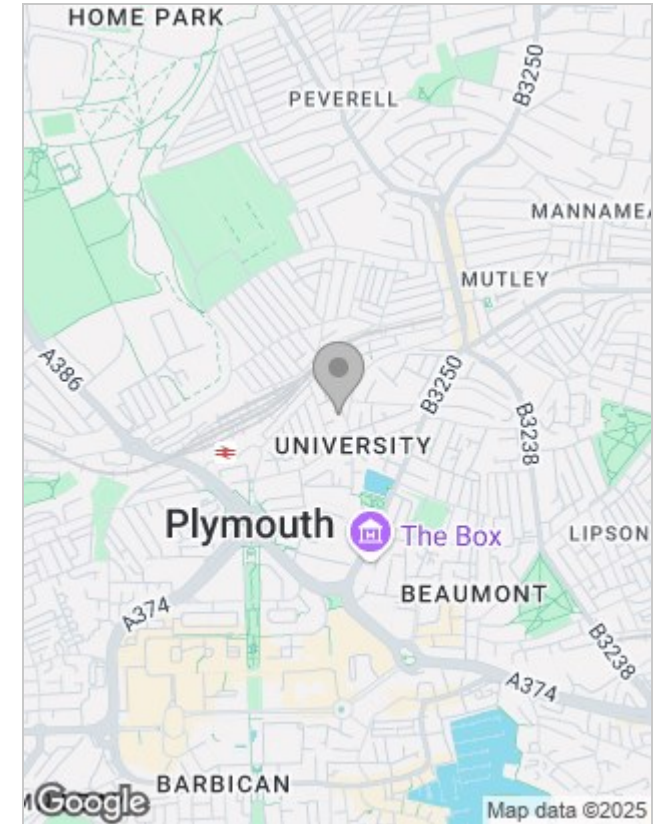 HOME PARK
B3250
PEVERELL
MANNAME
MUTLEY
A386
B3250
B3238
UNIVERSITY
Plymouth
The Box
LIPSON
BEAUMONT
A374
B3238
A374
BARBICAN
M
Google
Map data ©2025